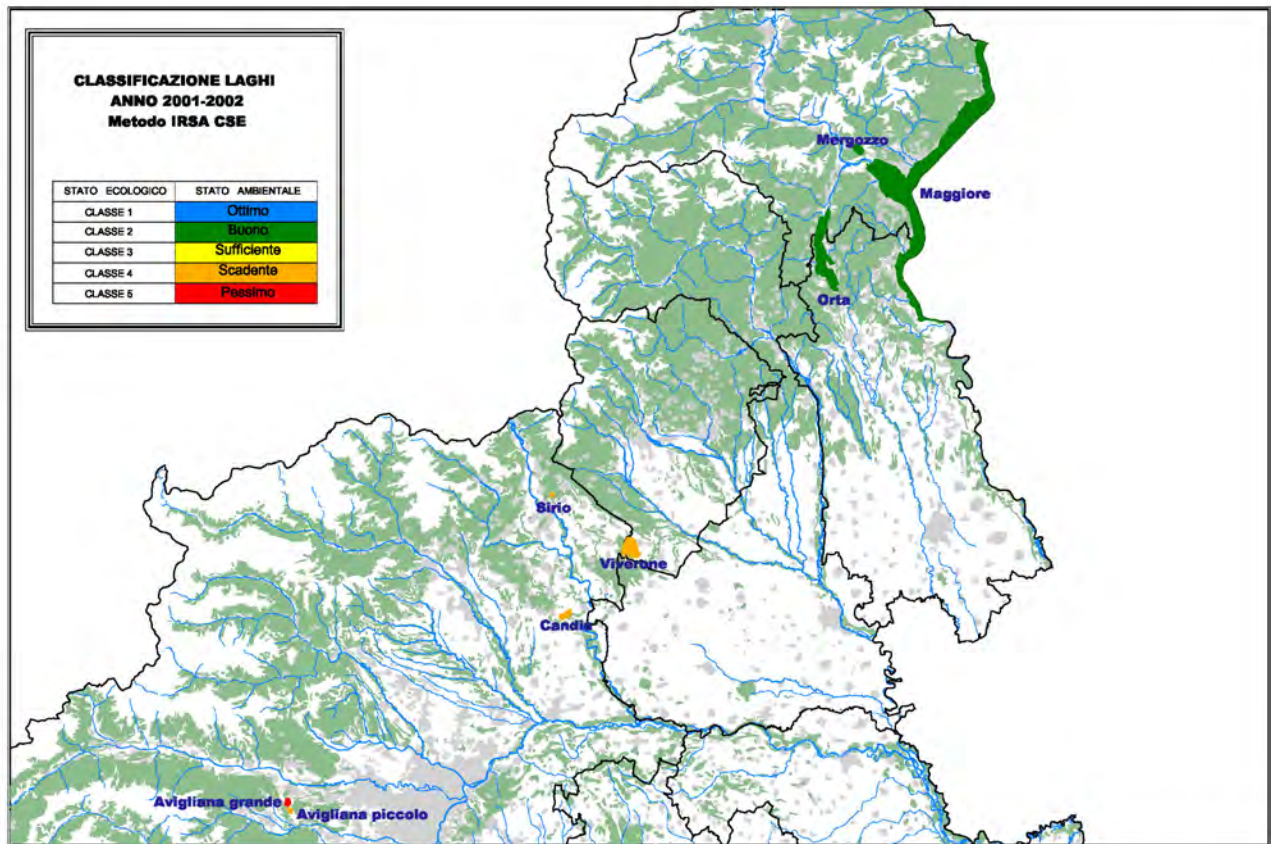 CLASSIFICAZIONE LAGHI
ANNO 2001-2002
Metodo IRSA CSE
STATO ECOLOGICO STATO AMBIENTALE
CLASSE 1 Ottimo
CLASSE 2 Buono
CLASSE 3 Sufficiente
CLASSE 4 Scadente
CLASSE 5 Pessimo
Mergozzo
Maggiore
Orta
Sirio
Viverone
Candia
Avigliana grande
Avigliana piccolo